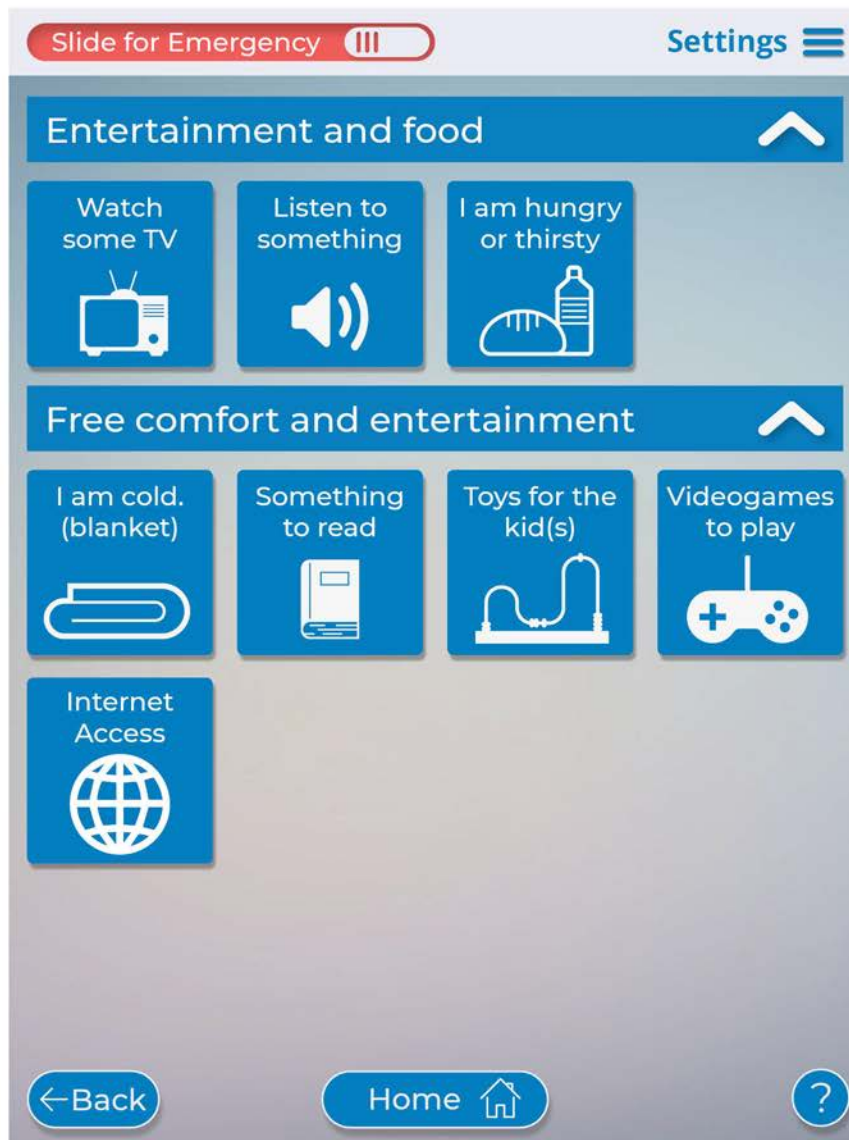 Slide for Emergency
Settings
Entertainment and food
Watch
some TV
Listen to
something
I am hungry
or thirsty
Free comfort and entertainment
I am cold.
(blanket)
Something
to read
Toys for the
kid(s)
Videogames
to play
Internet
Access
←Back
Home
?